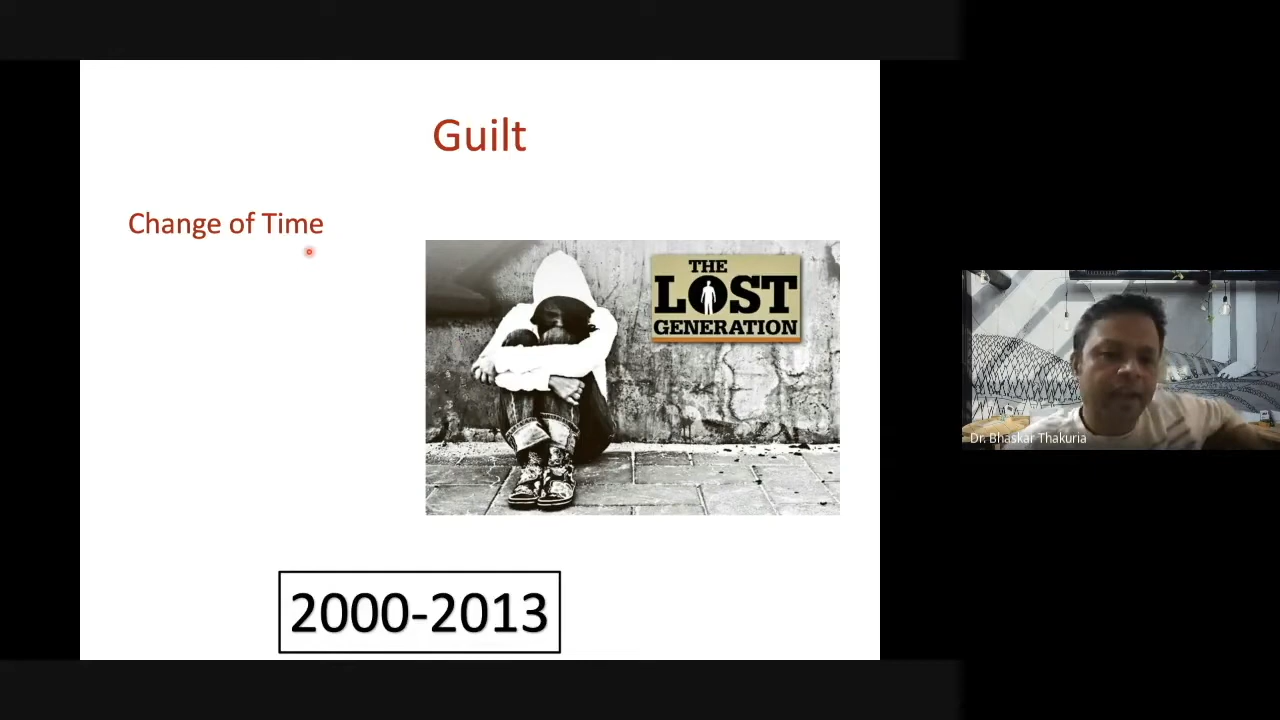 Guilt
Change of Time
THE
LOST
GENERATION
2000-2013
Dr. Bhaskar Thakuria